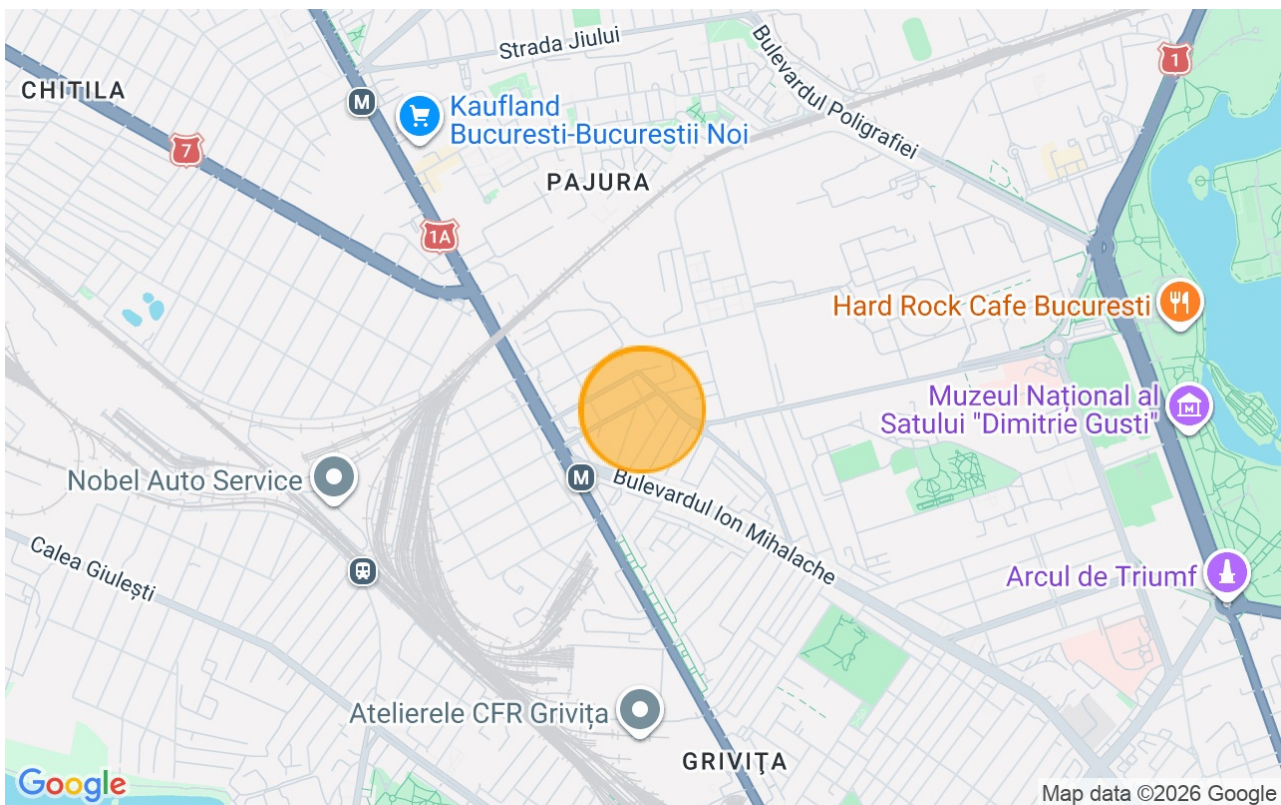 Strada Jiului
Bulevardul Poligrafiei
1
CHITILA
M
Kaufland
Bucuresti-Bucurestii Noi
7
PAJURA
1A
Hard Rock Cafe Bucuresti
Muzeul Național al
Satului "Dimitrie Gusti"
M
Nobel Auto Service
M
Bulevardul Ion Mihalache
Calea Giulești
Arcul de Triumf
Atelierele CFR Grivița
GRIVIȚA
Google
Map data ©2026 Google